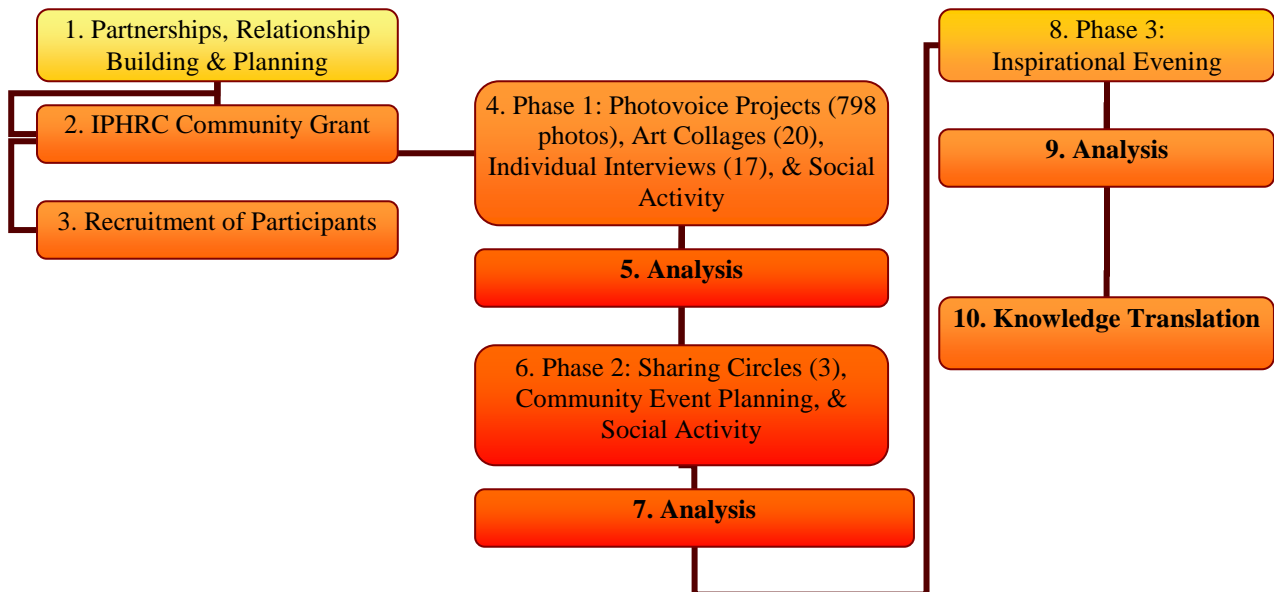 1. Partnerships, Relationship
Building & Planning
2. IPHRC Community Grant
3. Recruitment of Participants
4. Phase 1: Photovoice Projects (798
photos), Art Collages (20),
Individual Interviews (17), & Social
Activity
5. Analysis
6. Phase 2: Sharing Circles (3),
Community Event Planning, &
Social Activity
7. Analysis
8. Phase 3:
Inspirational Evening
9. Analysis
10. Knowledge Translation